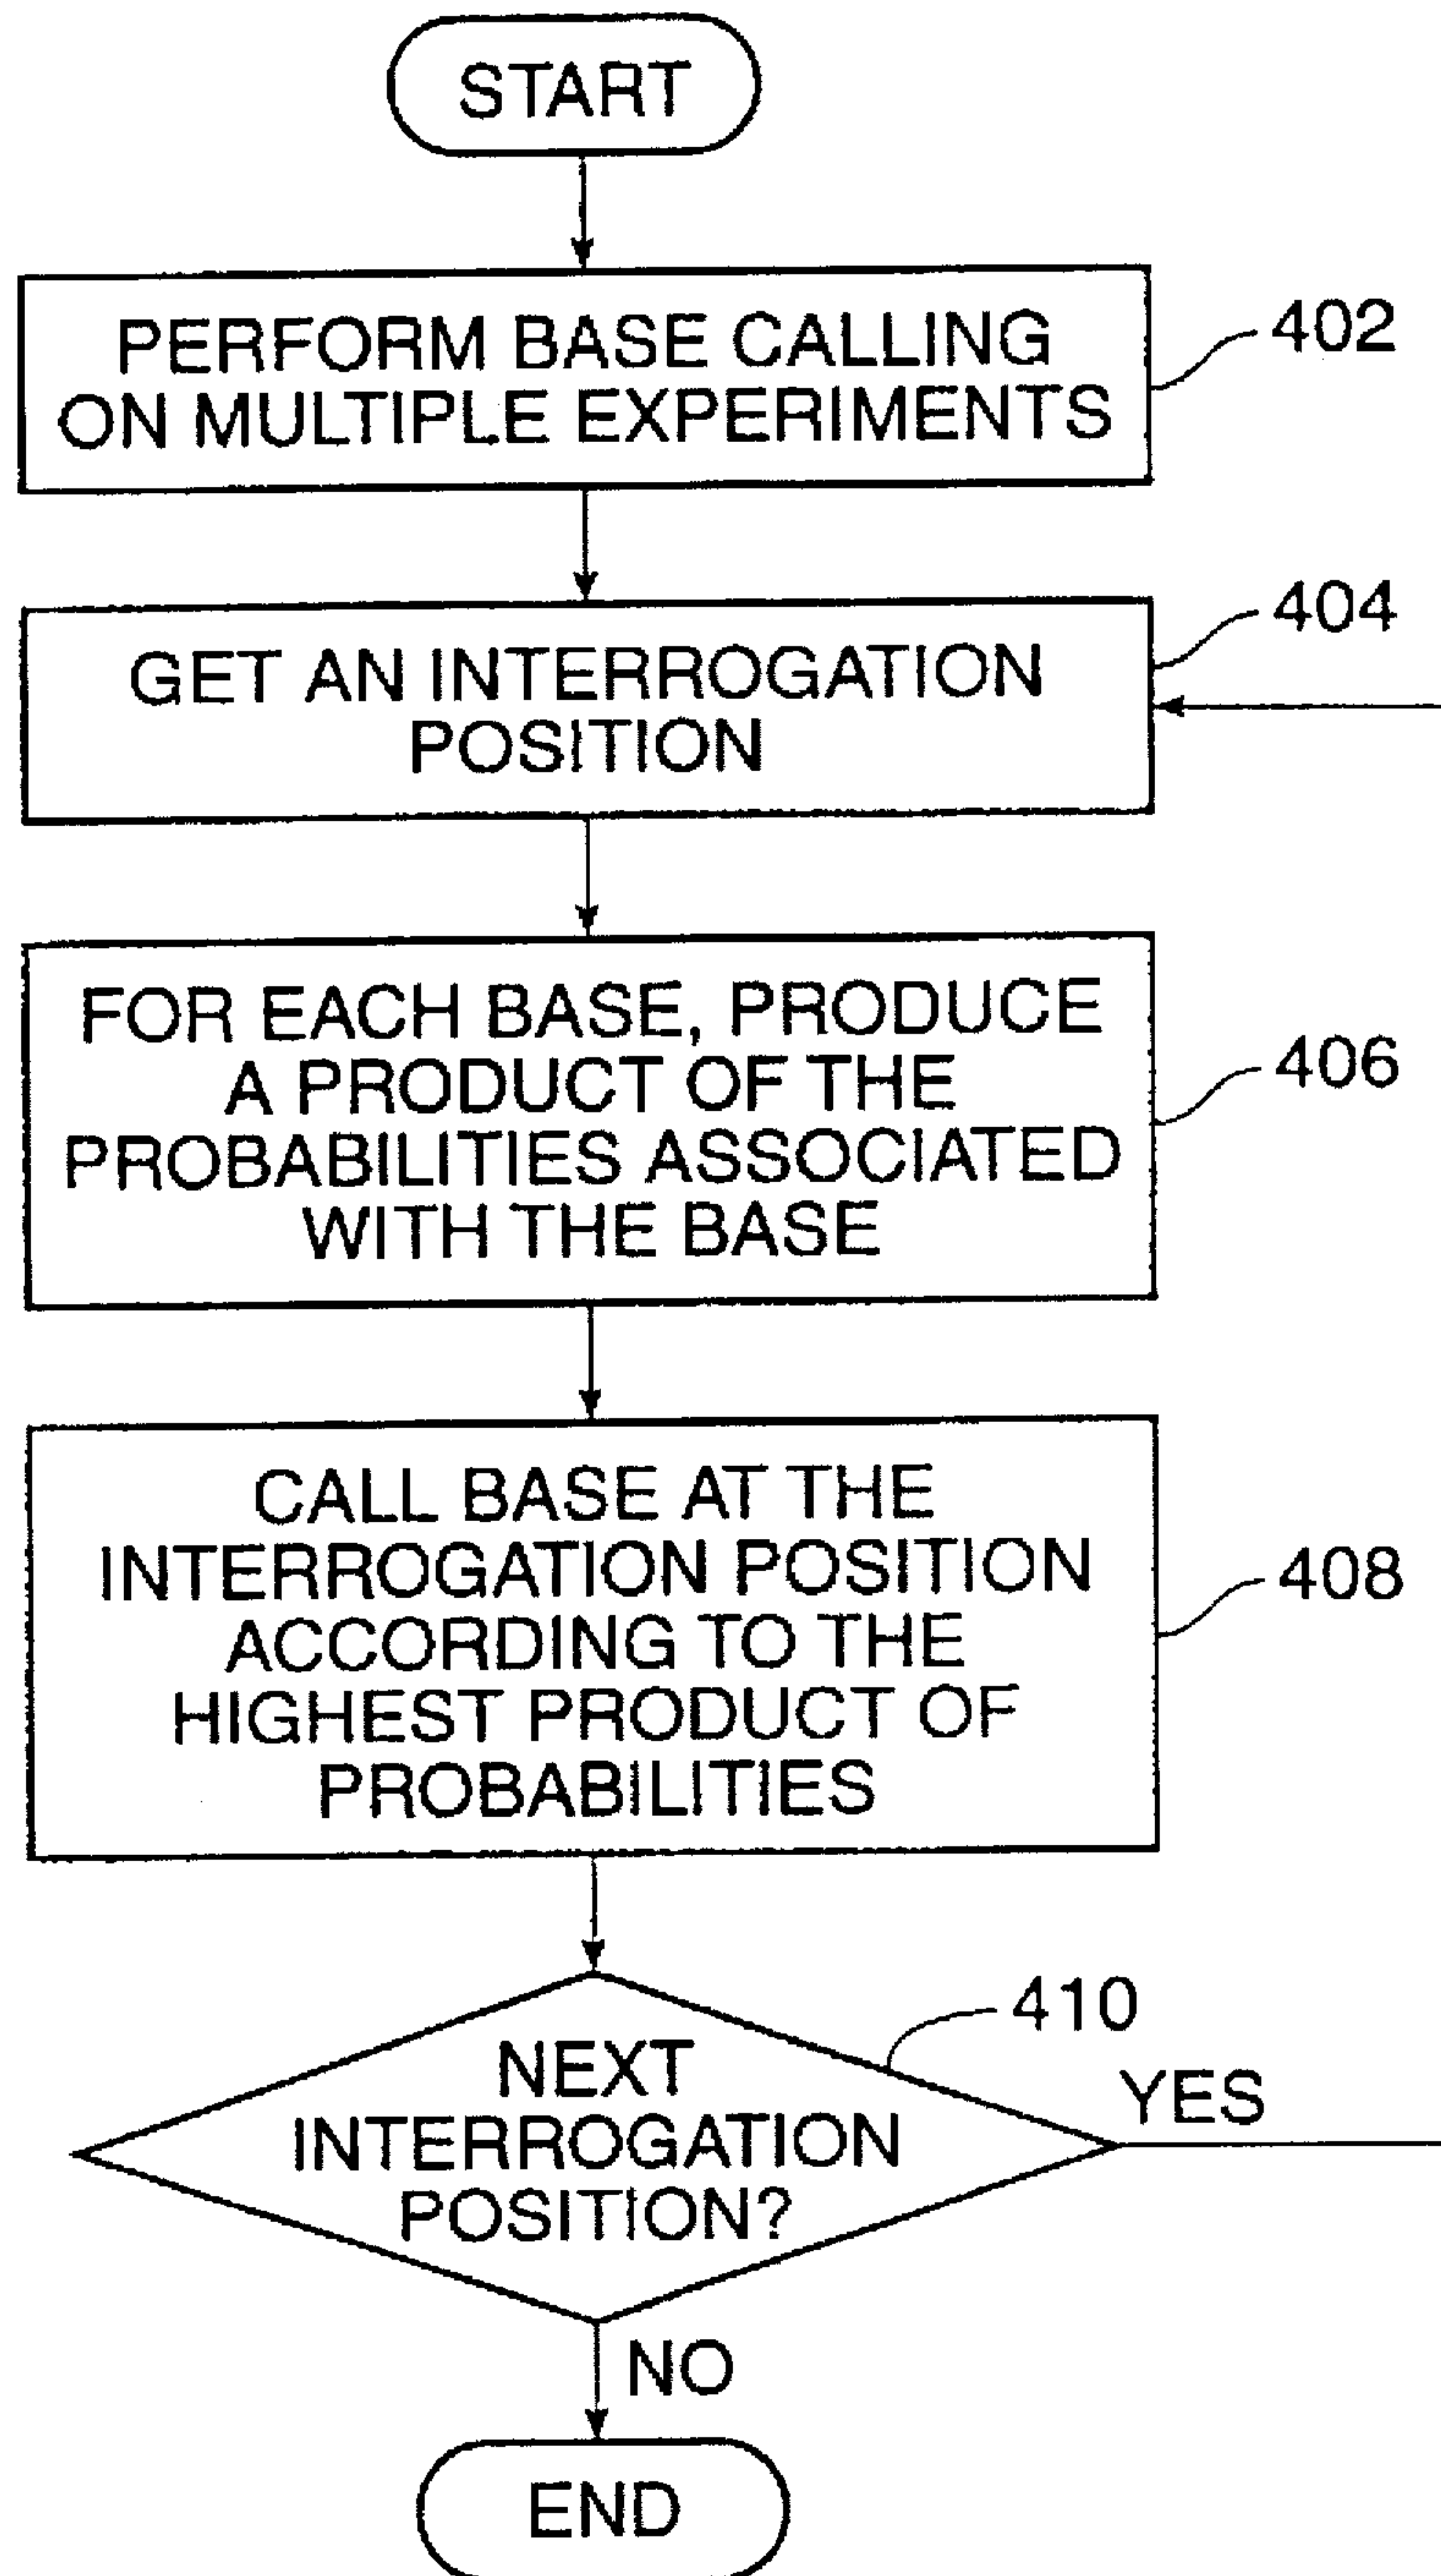 START
PERFORM BASE CALLING
ON MULTIPLE EXPERIMENTS
402
GET AN INTERROGATION
POSITION
404
FOR EACH BASE, PRODUCE
A PRODUCT OF THE
PROBABILITIES ASSOCIATED
WITH THE BASE
406
CALL BASE AT THE
INTERROGATION POSITION
ACCORDING TO THE
HIGHEST PRODUCT OF
PROBABILITIES
408
NEXT
INTERROGATION
POSITION?
410
YES
NO
END